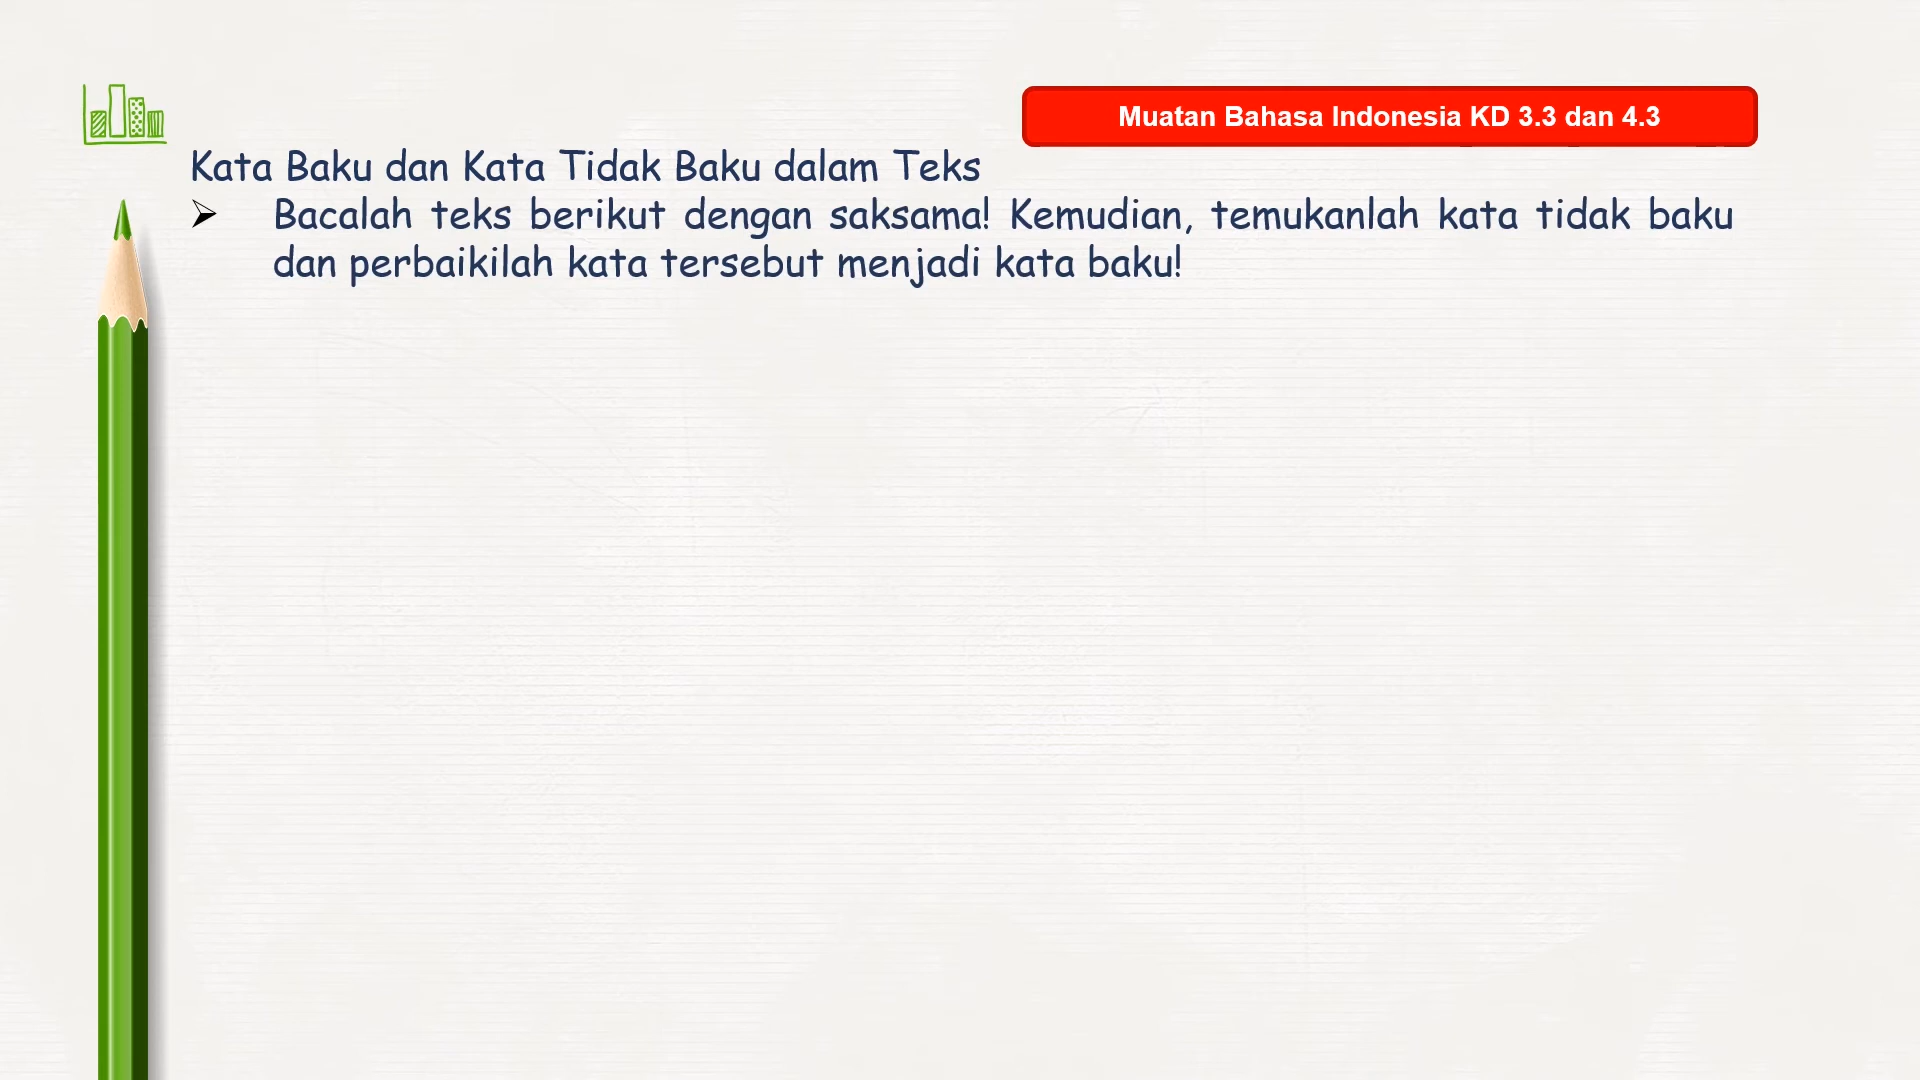 Muatan Bahasa Indonesia KD 3.3 dan 4.3
Kata Baku dan Kata Tidak Baku dalam Teks
Bacalah teks berikut dengan saksama! Kemudian, temukanlah kata tidak baku
dan perbaikilah kata tersebut menjadi kata baku!